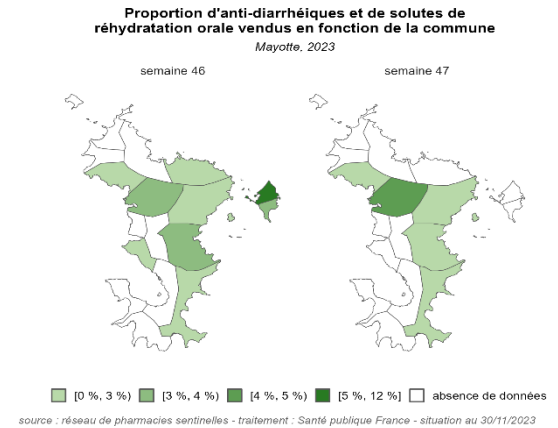 Proportion d'anti-diarrhéiques et de solutes de
réhydratation orale vendus en fonction de la commune
Mayotte, 2023
semaine 46 semaine 47
[0 %, 3 %) [3 %, 4 %) [4 %, 5 %) [5 %, 12 %] absence de données
source : réseau de pharmacies sentinelles - traitement : Santé publique France - situation au 30/11/2023